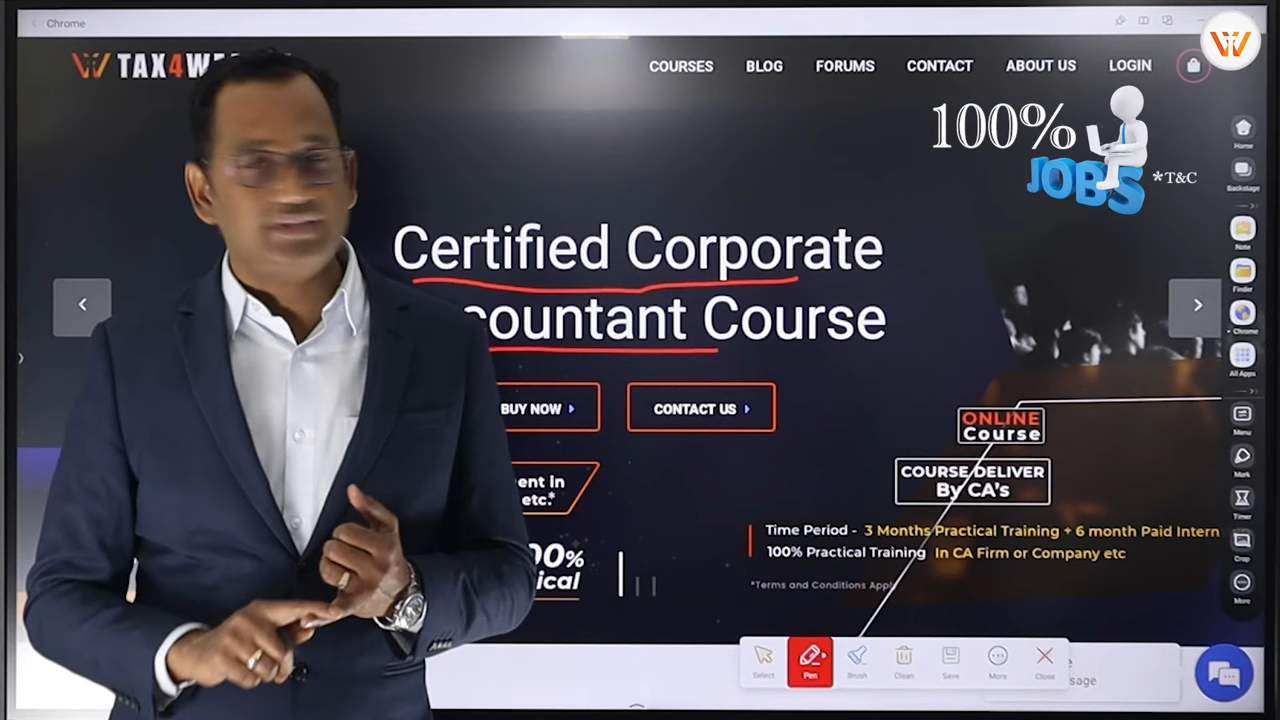 Chrome
TAX4WE
COURSES
BLOG
FORUMS
CONTACT
ABOUT US
LOGIN
100%
JOBS
*T&C
Certified Corporate
countant Course
BUY NOW
CONTACT US
ONLINE
Course
COURSE DELIVER
By CA's
ent in
etc.*
Time Period - 3 Months Practical Training + 6 month Paid Intern
100% Practical Training In CA Firm or Company etc
*Terms and Conditions Apply
00%
ical
Home
Backstage
Note
Finder
Chrome
All Apps
Menu
Mark
Timer
Crop
More
Select
Pen
Brush
Clean
Save
More
Close
e
sage